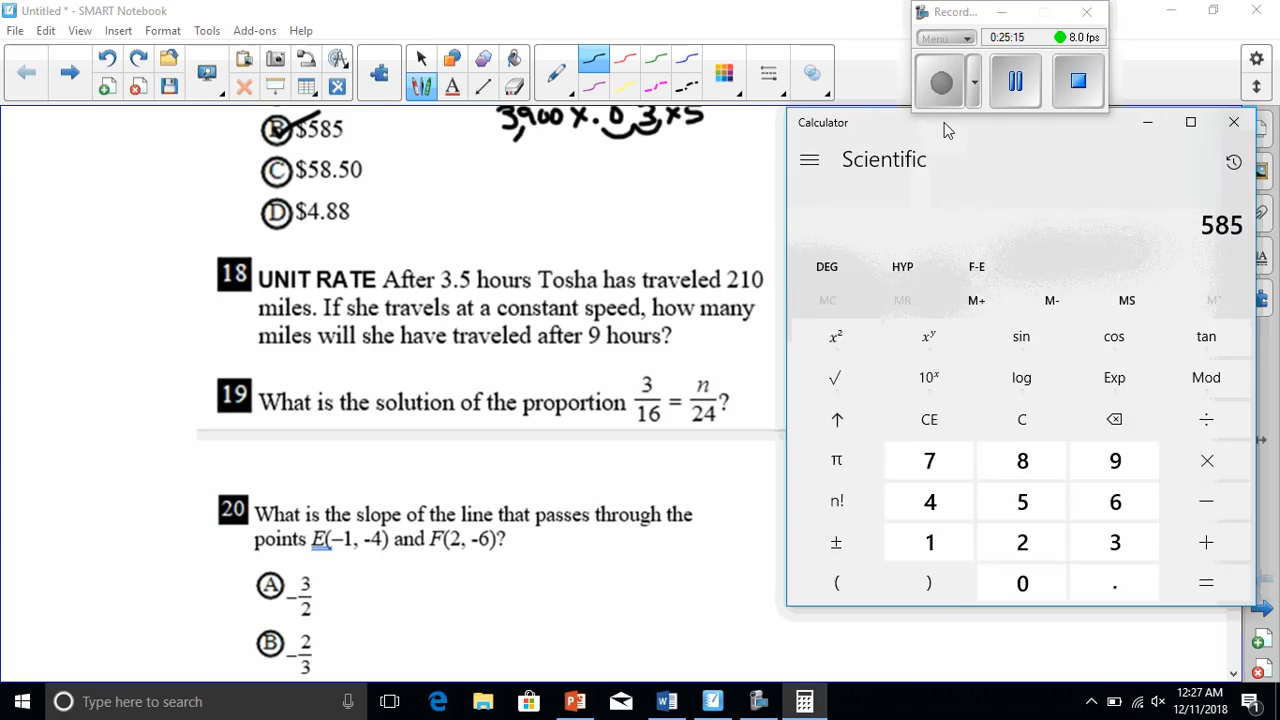 Untitled * - SMART Notebook
File Edit View Insert Format Tools Add-ons
Record...
Menu 0:25:15 8.0 fps
3,900 x .03 x 5
B $585
C $58.50
D $4.88
18 UNIT RATE After 3.5 hours Tosha has traveled 210
miles. If she travels at a constant speed, how many
miles will she have traveled after 9 hours?
19 What is the solution of the proportion 3/16 = n/24?
20 What is the slope of the line that passes through the
points E(–1, -4) and F(2, -6)?
A –3/2
B –2/3
Calculator
Scientific
585
DEG HYP F-E
MC MR M+ M- MS M˅
x² xʸ sin cos tan
√ 10ˣ log Exp Mod
↑ CE C ⌫ ÷
π 7 8 9 ×
n! 4 5 6 −
± 1 2 3 +
( ) 0 . =
Type here to search
12:27 AM
12/11/2018
1